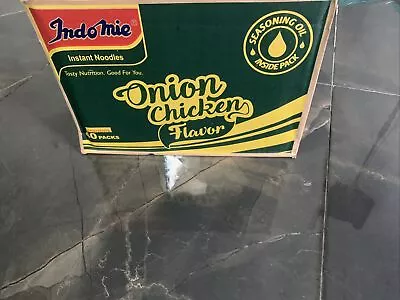 Indomie
Instant Noodles
Tasty Nutrition. Good For You.
SEASONING OIL
INSIDE PACK
Onion
Chicken
Flavor
PACKS